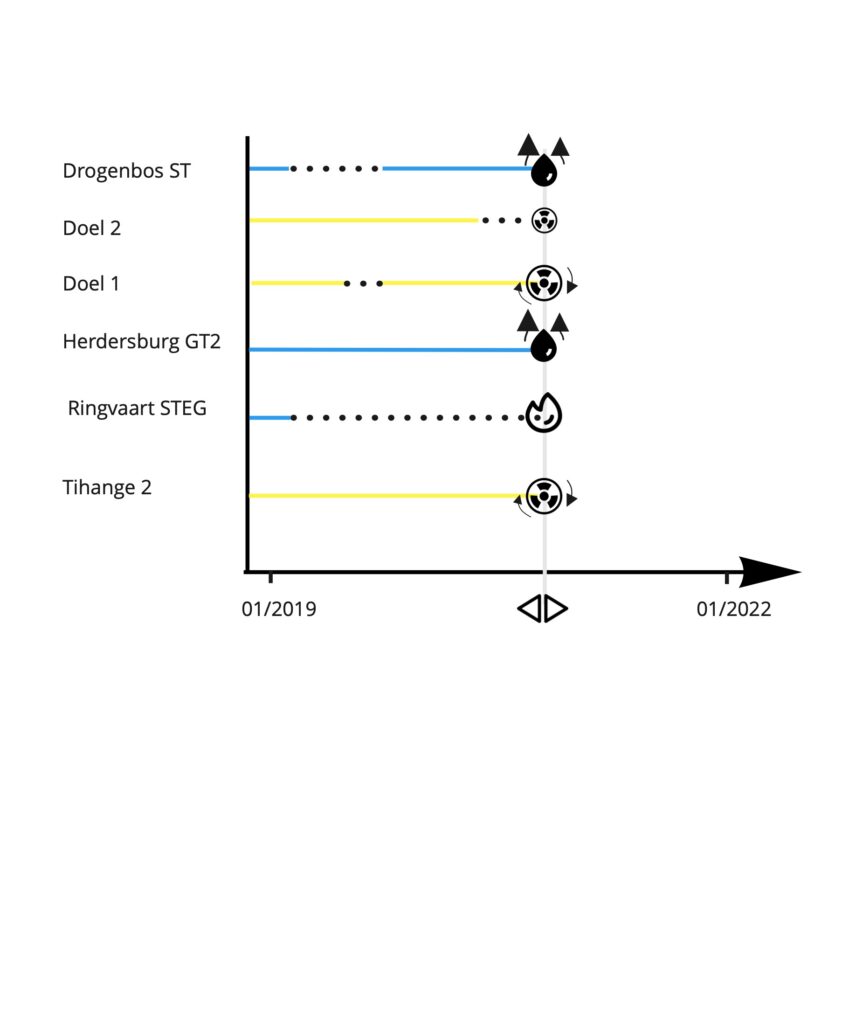 Drogenbos ST
Doel 2
Doel 1
Herdersburg GT2
Ringvaart STEG
Tihange 2
01/2019
01/2022